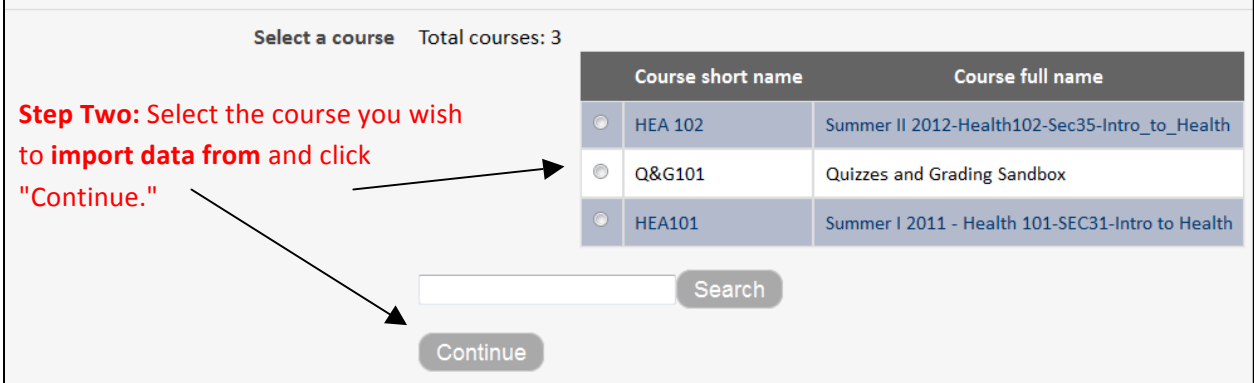 Select a course Total courses: 3
Course short name Course full name
Step Two: Select the course you wish
HEA 102 Summer II 2012-Health102-Sec35-Intro_to_Health
to import data from and click
Q&G101 Quizzes and Grading Sandbox
"Continue."
HEA101 Summer I 2011 - Health 101-SEC31-Intro to Health
Search
Continue